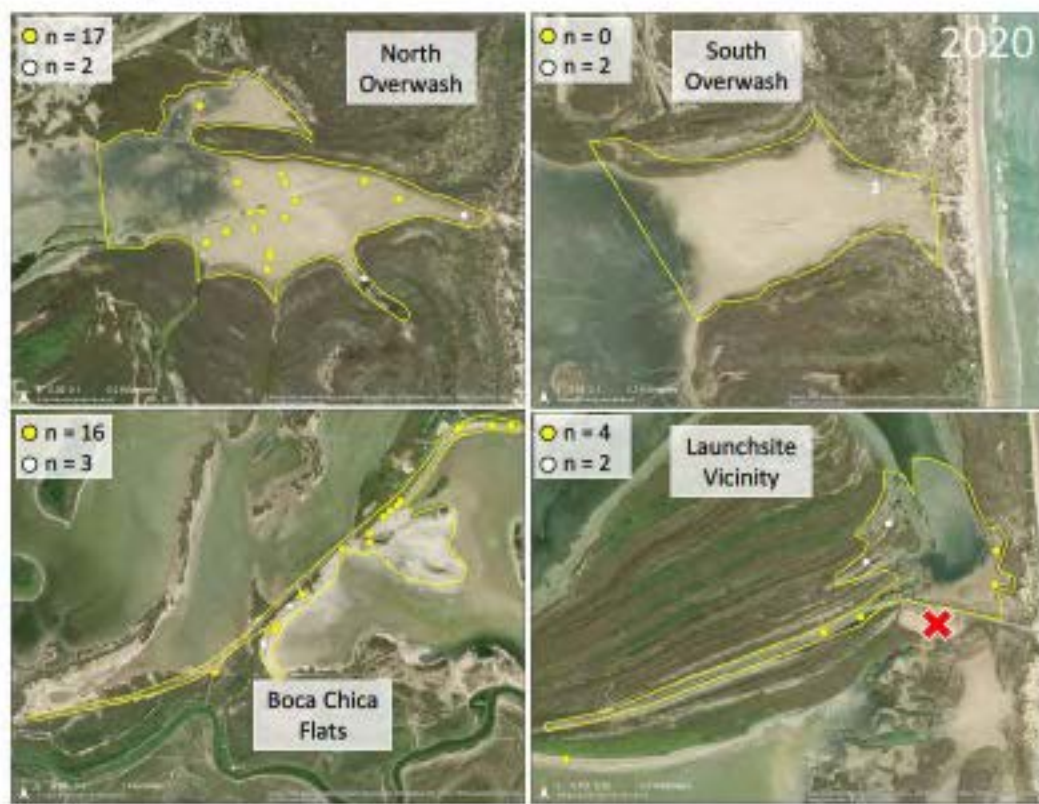 n = 17
n = 2
North
Overwash
n = 0
n = 2
South
Overwash
2020
n = 16
n = 3
Boca Chica
Flats
n = 4
n = 2
Launchsite
Vicinity